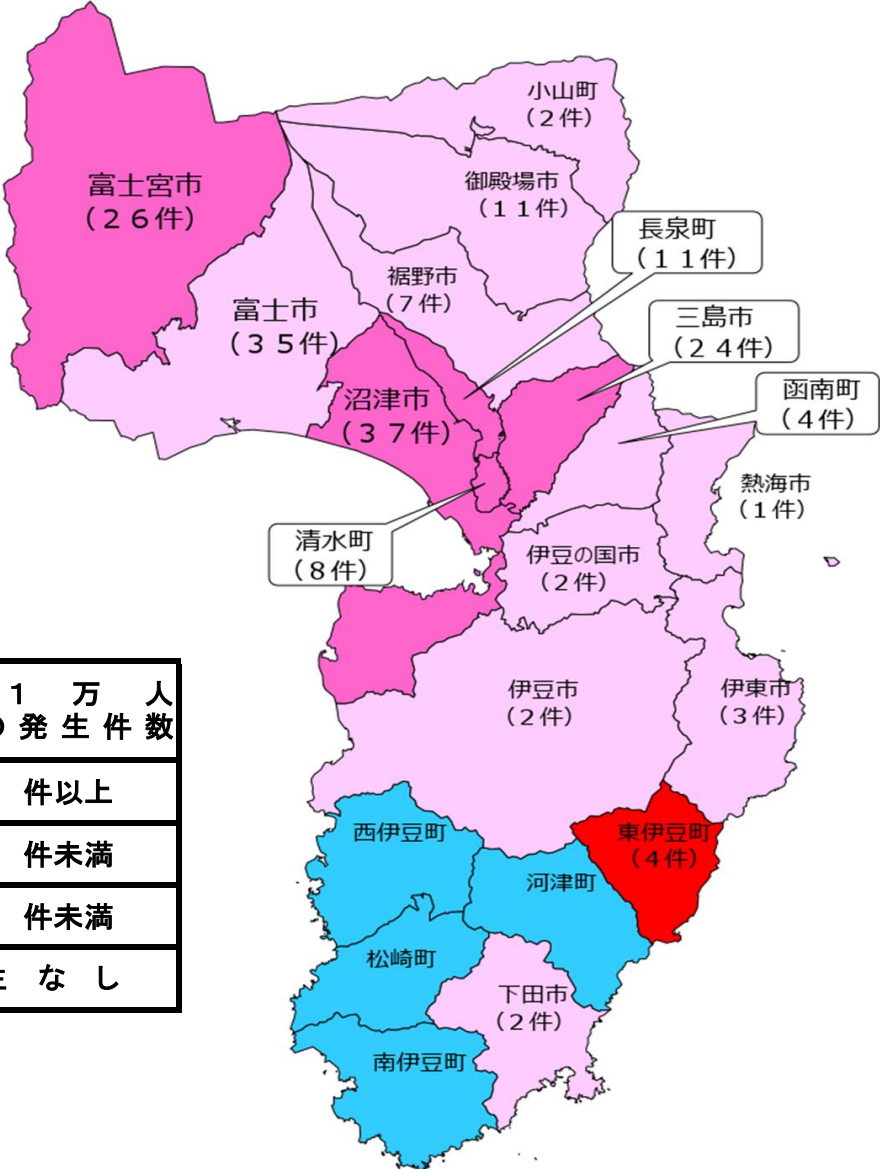 小山町
(２件)
御殿場市
(１１件)
富士宮市
(２６件)
長泉町
(１１件)
裾野市
(７件)
富士市
(３５件)
三島市
(２４件)
沼津市
(３７件)
函南町
(４件)
熱海市
(１件)
清水町
(８件)
伊豆の国市
(２件)
伊豆市
(２件)
伊東市
(３件)
１万人
発生件数
件以上
件未満
件未満
なし
西伊豆町
東伊豆町
(４件)
河津町
松崎町
下田市
(２件)
南伊豆町